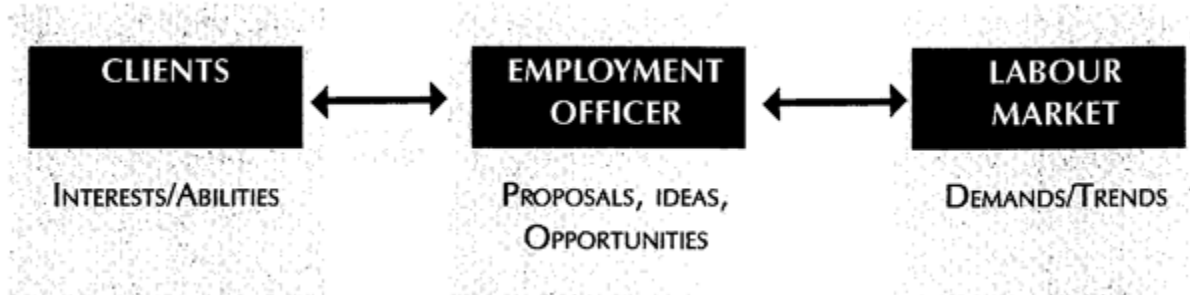 CLIENTS
EMPLOYMENT
OFFICER
LABOUR
MARKET
INTERESTS/ABILITIES
PROPOSALS, IDEAS,
OPPORTUNITIES
DEMANDS/TRENDS